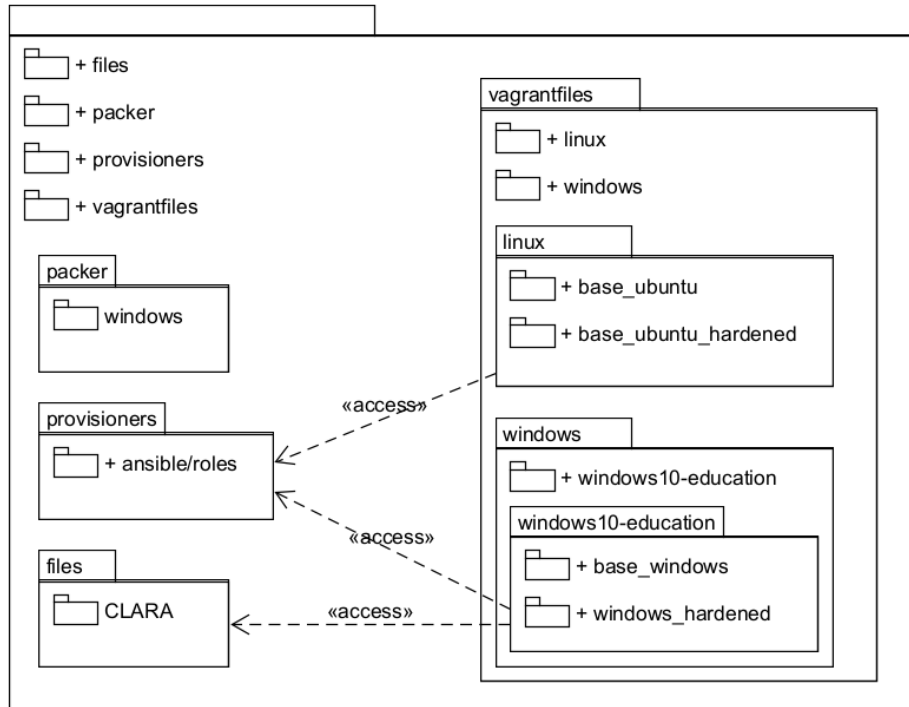 + files
+ packer
+ provisioners
+ vagrantfiles
packer
windows
provisioners
+ ansible/roles
files
CLARA
«access»
«access»
«access»
vagrantfiles
+ linux
+ windows
linux
+ base_ubuntu
+ base_ubuntu_hardened
windows
+ windows10-education
windows10-education
+ base_windows
+ windows_hardened